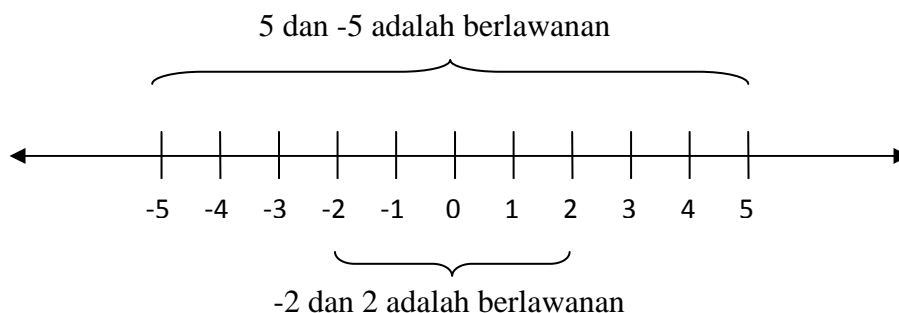 5 dan -5 adalah berlawanan
-5 -4 -3 -2 -1 0 1 2 3 4 5
-2 dan 2 adalah berlawanan